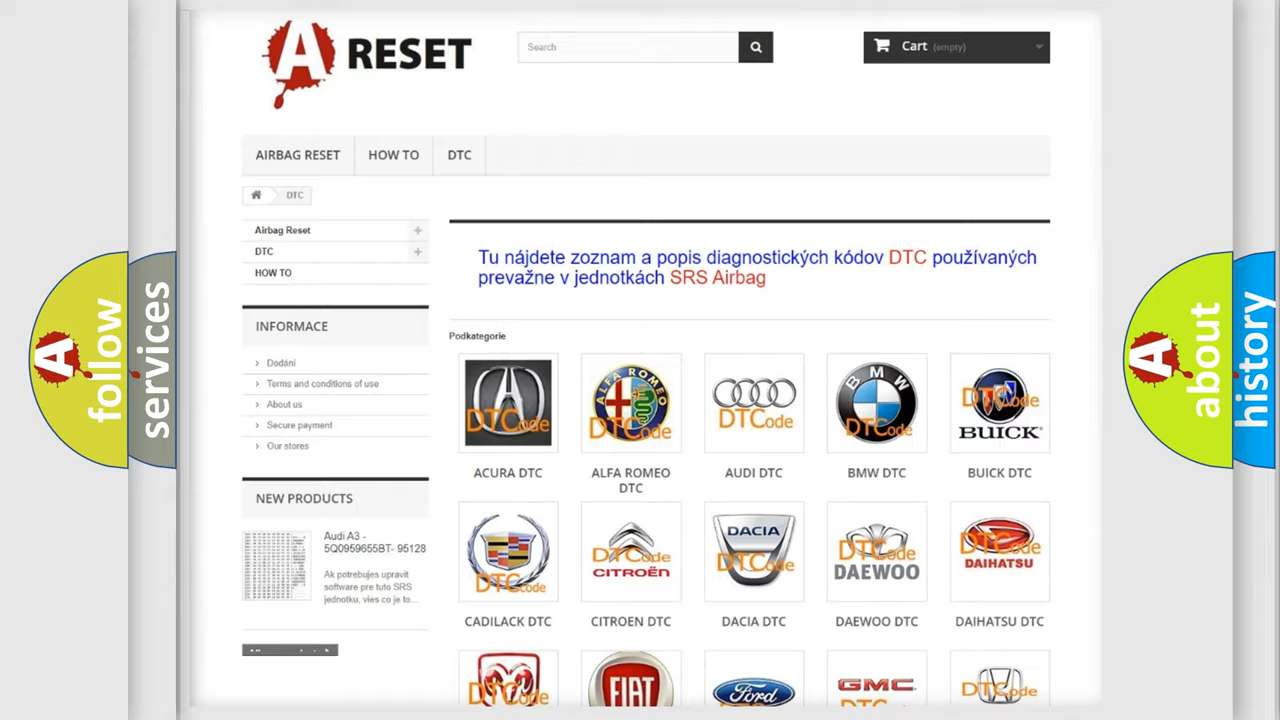 A RESET
Search
Cart (empty)
AIRBAG RESET
HOW TO
DTC
DTC
Airbag Reset
DTC
HOW TO
INFORMACE
Dodání
Terms and conditions of use
About us
Secure payment
Our stores
NEW PRODUCTS
Audi A3 -
5Q0959655BT- 95128
Ak potrebujes upravit
software pre tuto SRS
jednotku, vies co je to...
Tu nájdete zoznam a popis diagnostických kódov DTC používaných
prevažne v jednotkách SRS Airbag
Podkategorie
DTCode
ALFA ROMEO
DTCode
DTCode
BMW
DTCode
DTCode
BUICK
ACURA DTC
ALFA ROMEO
DTC
AUDI DTC
BMW DTC
BUICK DTC
DTCode
DTCode
CITROËN
DACIA
DTCode
DTCode
DAEWOO
DTCode
DAIHATSU
CADILACK DTC
CITROEN DTC
DACIA DTC
DAEWOO DTC
DAIHATSU DTC
DTCode
FIAT
Ford
GMC
DTCode
A follow
services
A about
history